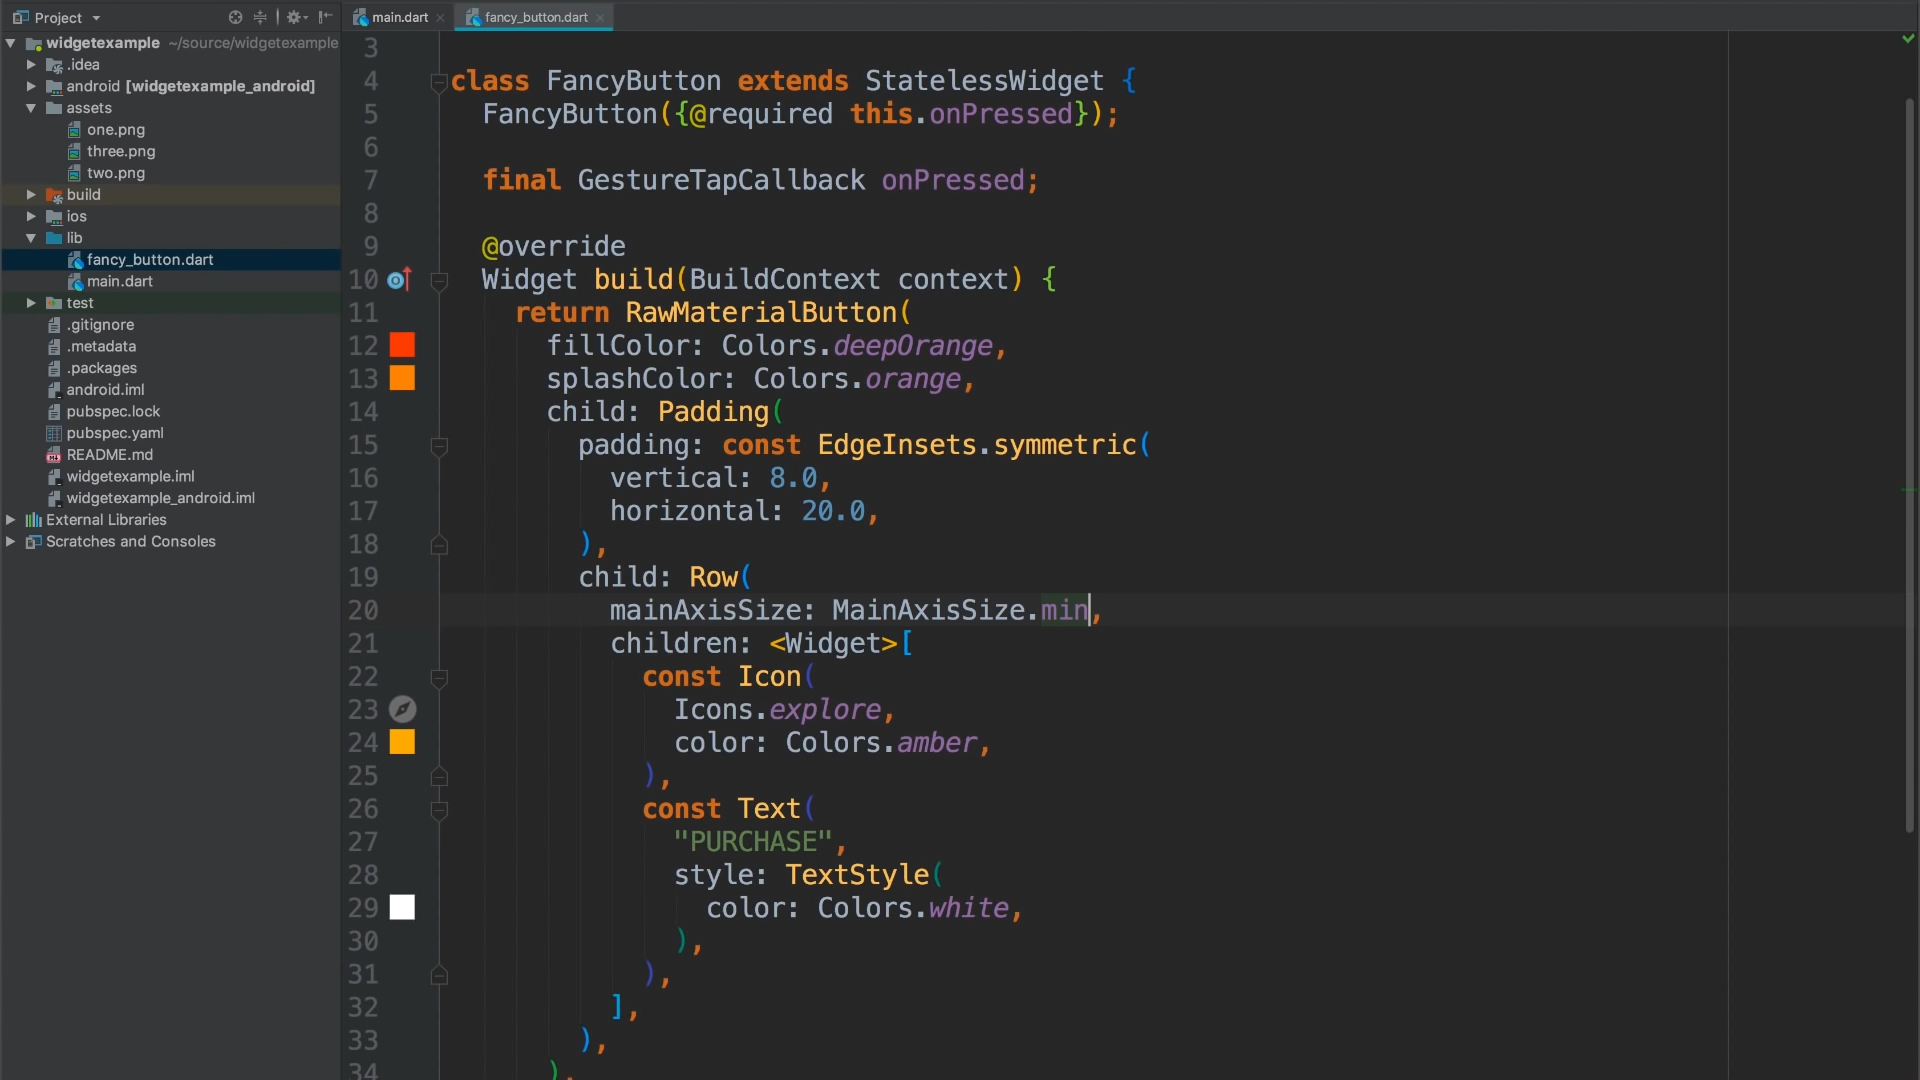 Project
main.dart
fancy_button.dart
widgetexample ~/source/widgetexample
.idea
android [widgetexample_android]
assets
one.png
three.png
two.png
build
ios
lib
fancy_button.dart
main.dart
test
.gitignore
.metadata
.packages
android.iml
pubspec.lock
pubspec.yaml
README.md
widgetexample.iml
widgetexample_android.iml
External Libraries
Scratches and Consoles
3
4 class FancyButton extends StatelessWidget {
5 FancyButton({@required this.onPressed});
6
7 final GestureTapCallback onPressed;
8
9 @override
10 Widget build(BuildContext context) {
11 return RawMaterialButton(
12 fillColor: Colors.deepOrange,
13 splashColor: Colors.orange,
14 child: Padding(
15 padding: const EdgeInsets.symmetric(
16 vertical: 8.0,
17 horizontal: 20.0,
18 ),
19 child: Row(
20 mainAxisSize: MainAxisSize.min,
21 children: <Widget>[
22 const Icon(
23 Icons.explore,
24 color: Colors.amber,
25 ),
26 const Text(
27 "PURCHASE",
28 style: TextStyle(
29 color: Colors.white,
30 ),
31 ),
32 ],
33 ),
34 ),